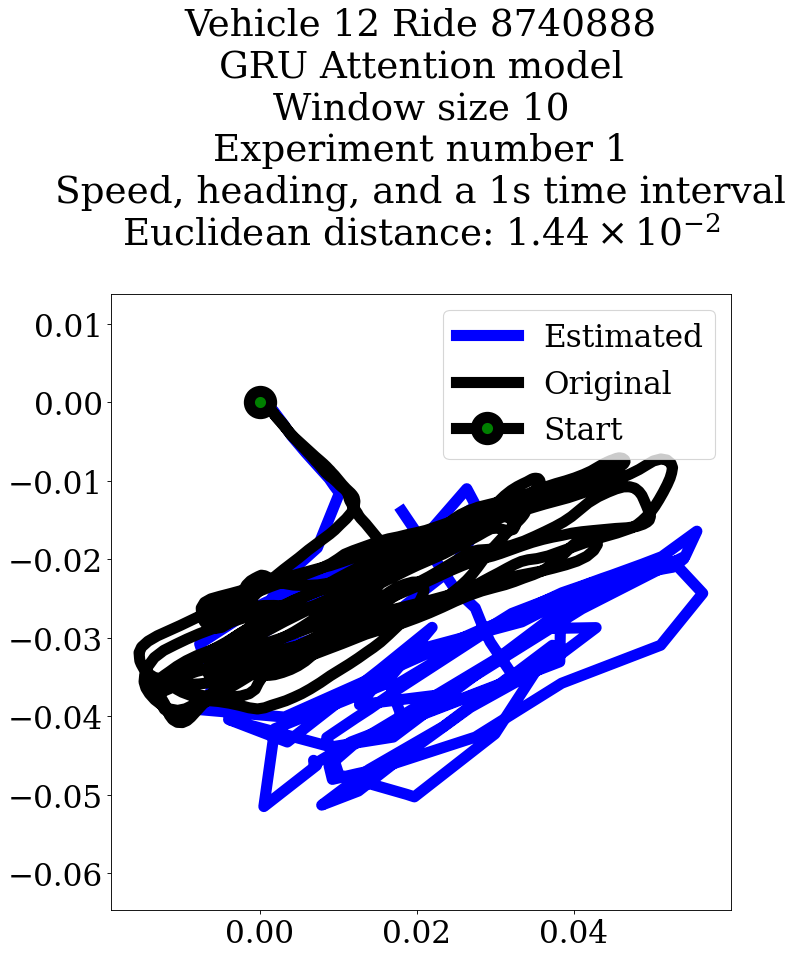 Vehicle 12 Ride 8740888
GRU Attention model
Window size 10
Experiment number 1
Speed, heading, and a 1s time interval
Euclidean distance: 1.44 × 10⁻²
Estimated
Original
Start
0.01
0.00
−0.01
−0.02
−0.03
−0.04
−0.05
−0.06
0.00 0.02 0.04